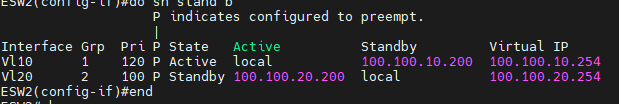 ESW2(config-if)#do sh stand b
P indicates configured to preempt.
|
Interface Grp Pri P State Active Standby Virtual IP
Vl10 1 120 P Active local 100.100.10.200 100.100.10.254
Vl20 2 100 P Standby 100.100.20.200 local 100.100.20.254
ESW2(config-if)#end